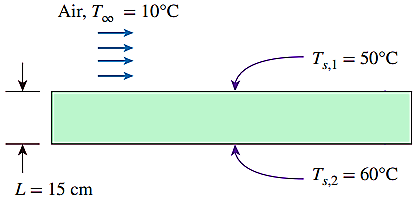 Air, T∞ = 10°C
Ts,1 = 50°C
Ts,2 = 60°C
L = 15 cm